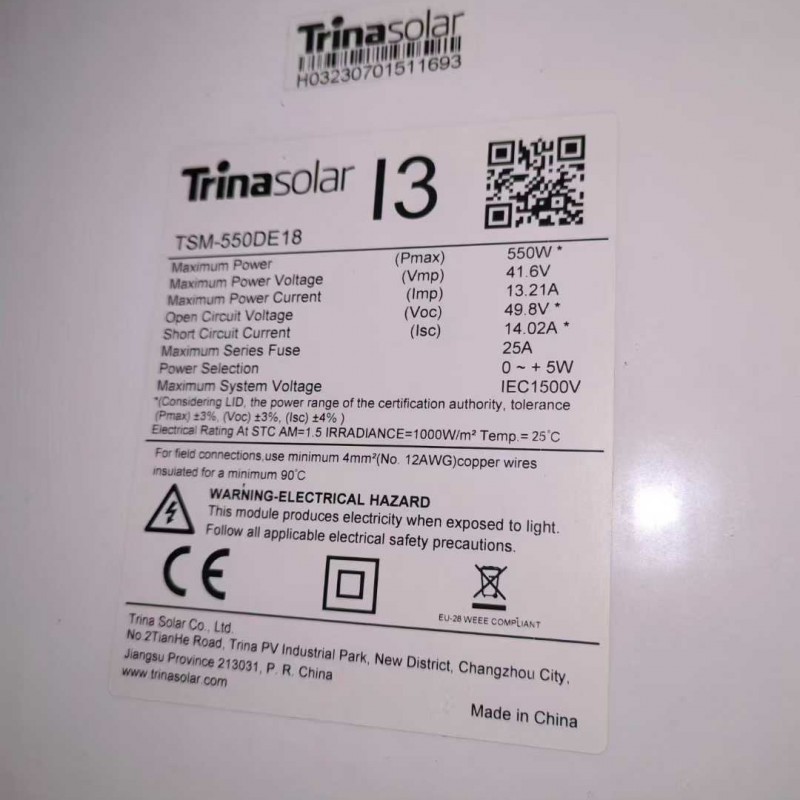 Trinasolar
H03230701511693
Trinasolar I3
TSM-550DE18
Maximum Power (Pmax) 550W *
Maximum Power Voltage (Vmp) 41.6V
Maximum Power Current (Imp) 13.21A
Open Circuit Voltage (Voc) 49.8V *
Short Circuit Current (Isc) 14.02A *
Maximum Series Fuse 25A
Power Selection 0 ~ + 5W
Maximum System Voltage IEC1500V
*(Considering LID, the power range of the certification authority, tolerance
(Pmax) ±3%, (Voc) ±3%, (Isc) ±4% )
Electrical Rating At STC AM=1.5 IRRADIANCE=1000W/m² Temp.= 25°C
For field connections,use minimum 4mm²(No. 12AWG)copper wires
insulated for a minimum 90°C
WARNING-ELECTRICAL HAZARD
This module produces electricity when exposed to light.
Follow all applicable electrical safety precautions.
CE
EU-28 WEEE COMPLIANT
Trina Solar Co., Ltd.
No.2TianHe Road, Trina PV Industrial Park, New District, Changzhou City,
Jiangsu Province 213031, P. R. China
www.trinasolar.com
Made in China